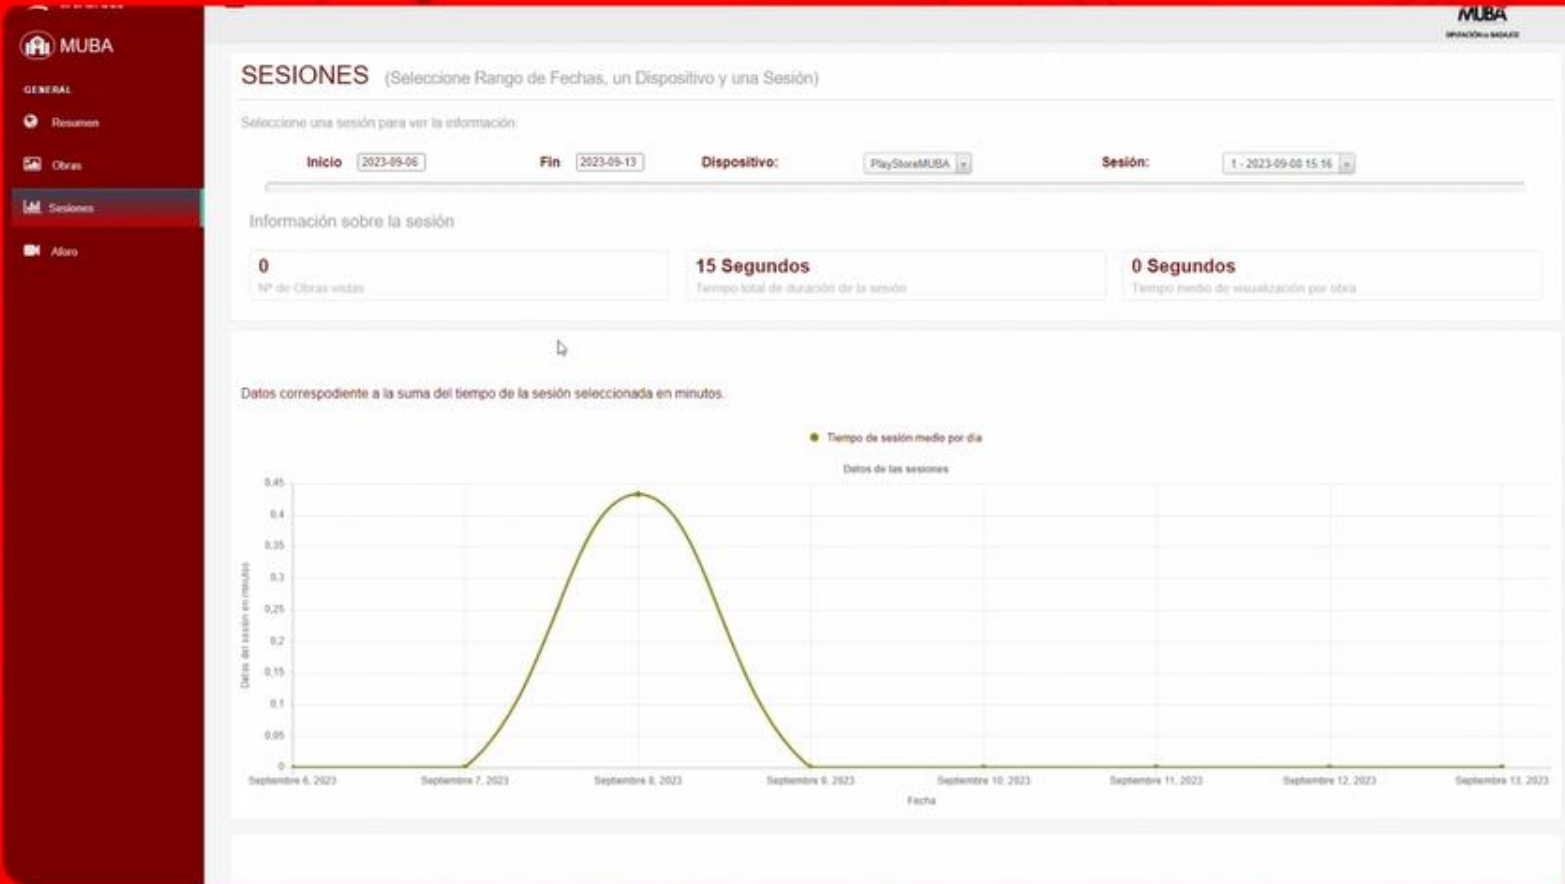 MUBA
DIPUTACIÓN DE BADAJOZ
MUBA
GENERAL
Resumen
Obras
Sesiones
Aforo
SESIONES (Seleccione Rango de Fechas, un Dispositivo y una Sesión)
Seleccione una sesión para ver la información:
Inicio 2023-09-06 Fin 2023-09-13 Dispositivo: PlayStoreMUBA Sesión: 1 - 2023-09-08 15:16
Información sobre la sesión
0
Nº de Obras vistas
15 Segundos
Tiempo total de duración de la sesión
0 Segundos
Tiempo medio de visualización por obra
Datos correspodiente a la suma del tiempo de la sesión seleccionada en minutos.
Tiempo de sesión medio por dia
Datos de las sesiones
Datos del sesión en minutos
0,45
0,4
0,35
0,3
0,25
0,2
0,15
0,1
0,05
0
Septiembre 6, 2023 Septiembre 7, 2023 Septiembre 8, 2023 Septiembre 9, 2023 Septiembre 10, 2023 Septiembre 11, 2023 Septiembre 12, 2023 Septiembre 13, 2023
Fecha